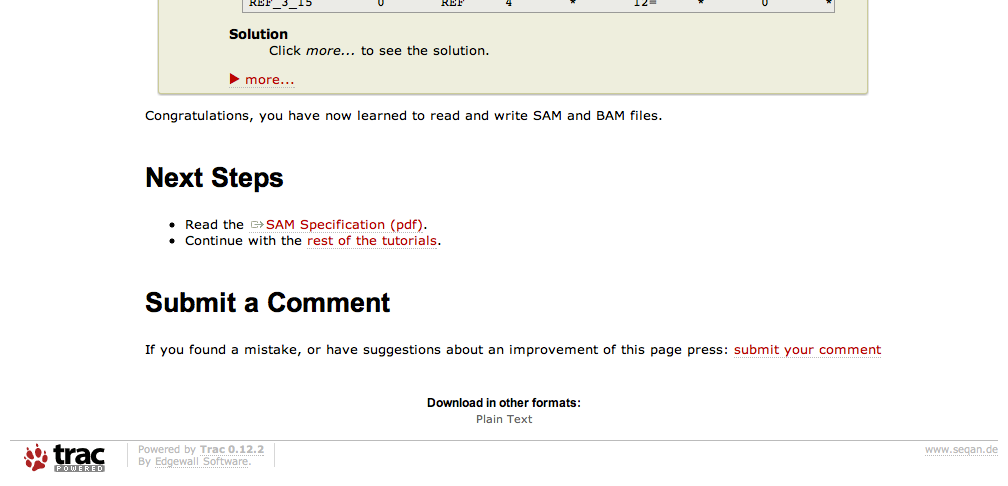 REF_3_15 0 REF 4 * 12= * 0 *
Solution
Click more... to see the solution.
▶ more...
Congratulations, you have now learned to read and write SAM and BAM files.
Next Steps
• Read the SAM Specification (pdf).
• Continue with the rest of the tutorials.
Submit a Comment
If you found a mistake, or have suggestions about an improvement of this page press: submit your comment
Download in other formats:
Plain Text
trac
POWERED
Powered by Trac 0.12.2
By Edgewall Software.
www.seqan.de